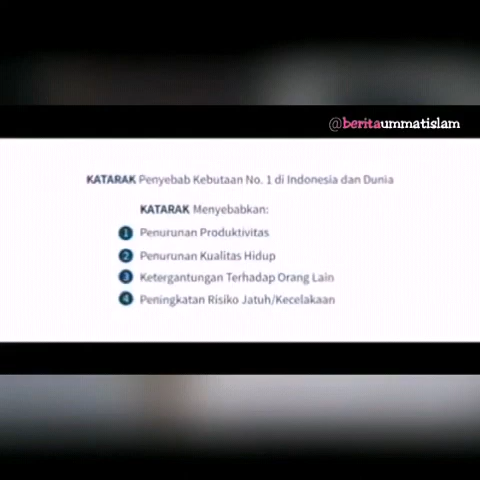 @beritaummatislam
KATARAK Penyebab Kebutaan No. 1 di Indonesia dan Dunia
KATARAK Menyebabkan:
1 Penurunan Produktivitas
2 Penurunan Kualitas Hidup
3 Ketergantungan Terhadap Orang Lain
4 Peningkatan Risiko Jatuh/Kecelakaan